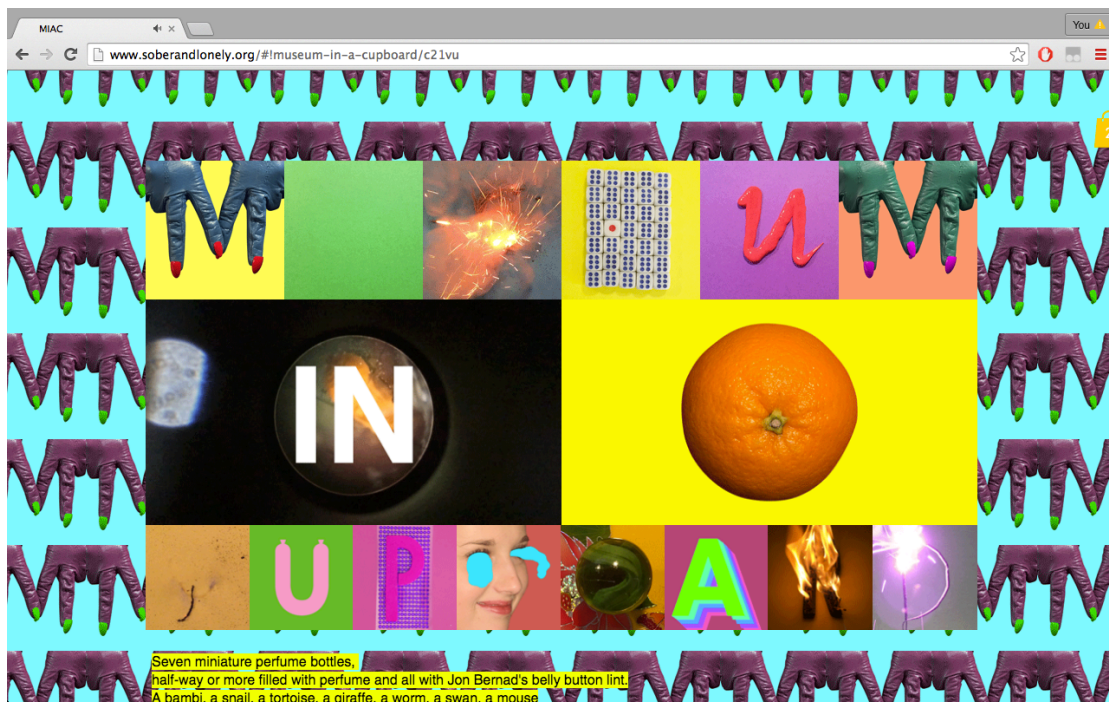 MIAC
You
www.soberandlonely.org/#!museum-in-a-cupboard/c21vu
M u M
IN
U P A R D
Seven miniature perfume bottles,
half-way or more filled with perfume and all with Jon Bernad's belly button lint.
A bambi, a snail, a tortoise, a giraffe, a worm, a swan, a mouse